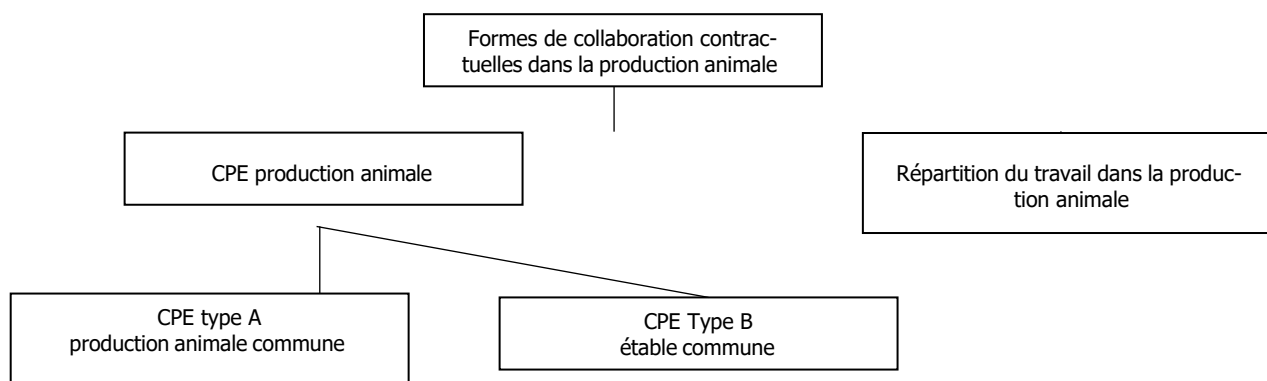 Formes de collaboration contrac-
tuelles dans la production animale
CPE production animale
Répartition du travail dans la produc-
tion animale
CPE type A
production animale commune
CPE Type B
étable commune